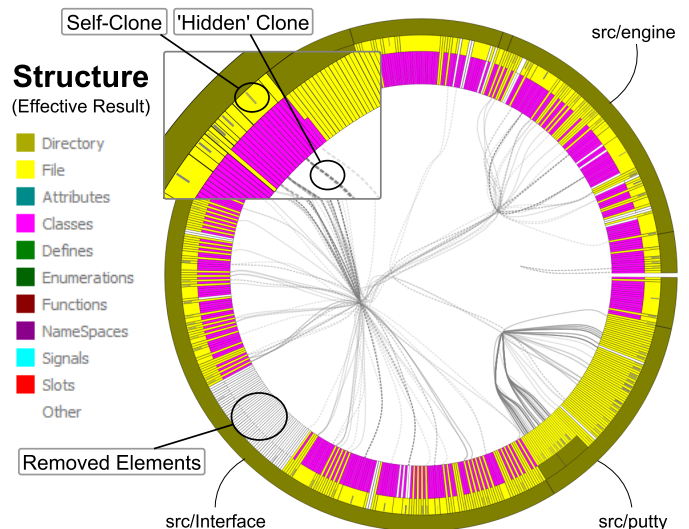 Self-Clone
'Hidden' Clone
src/engine
Structure
(Effective Result)
Directory
File
Attributes
Classes
Defines
Enumerations
Functions
NameSpaces
Signals
Slots
Other
Removed Elements
src/Interface
src/putty